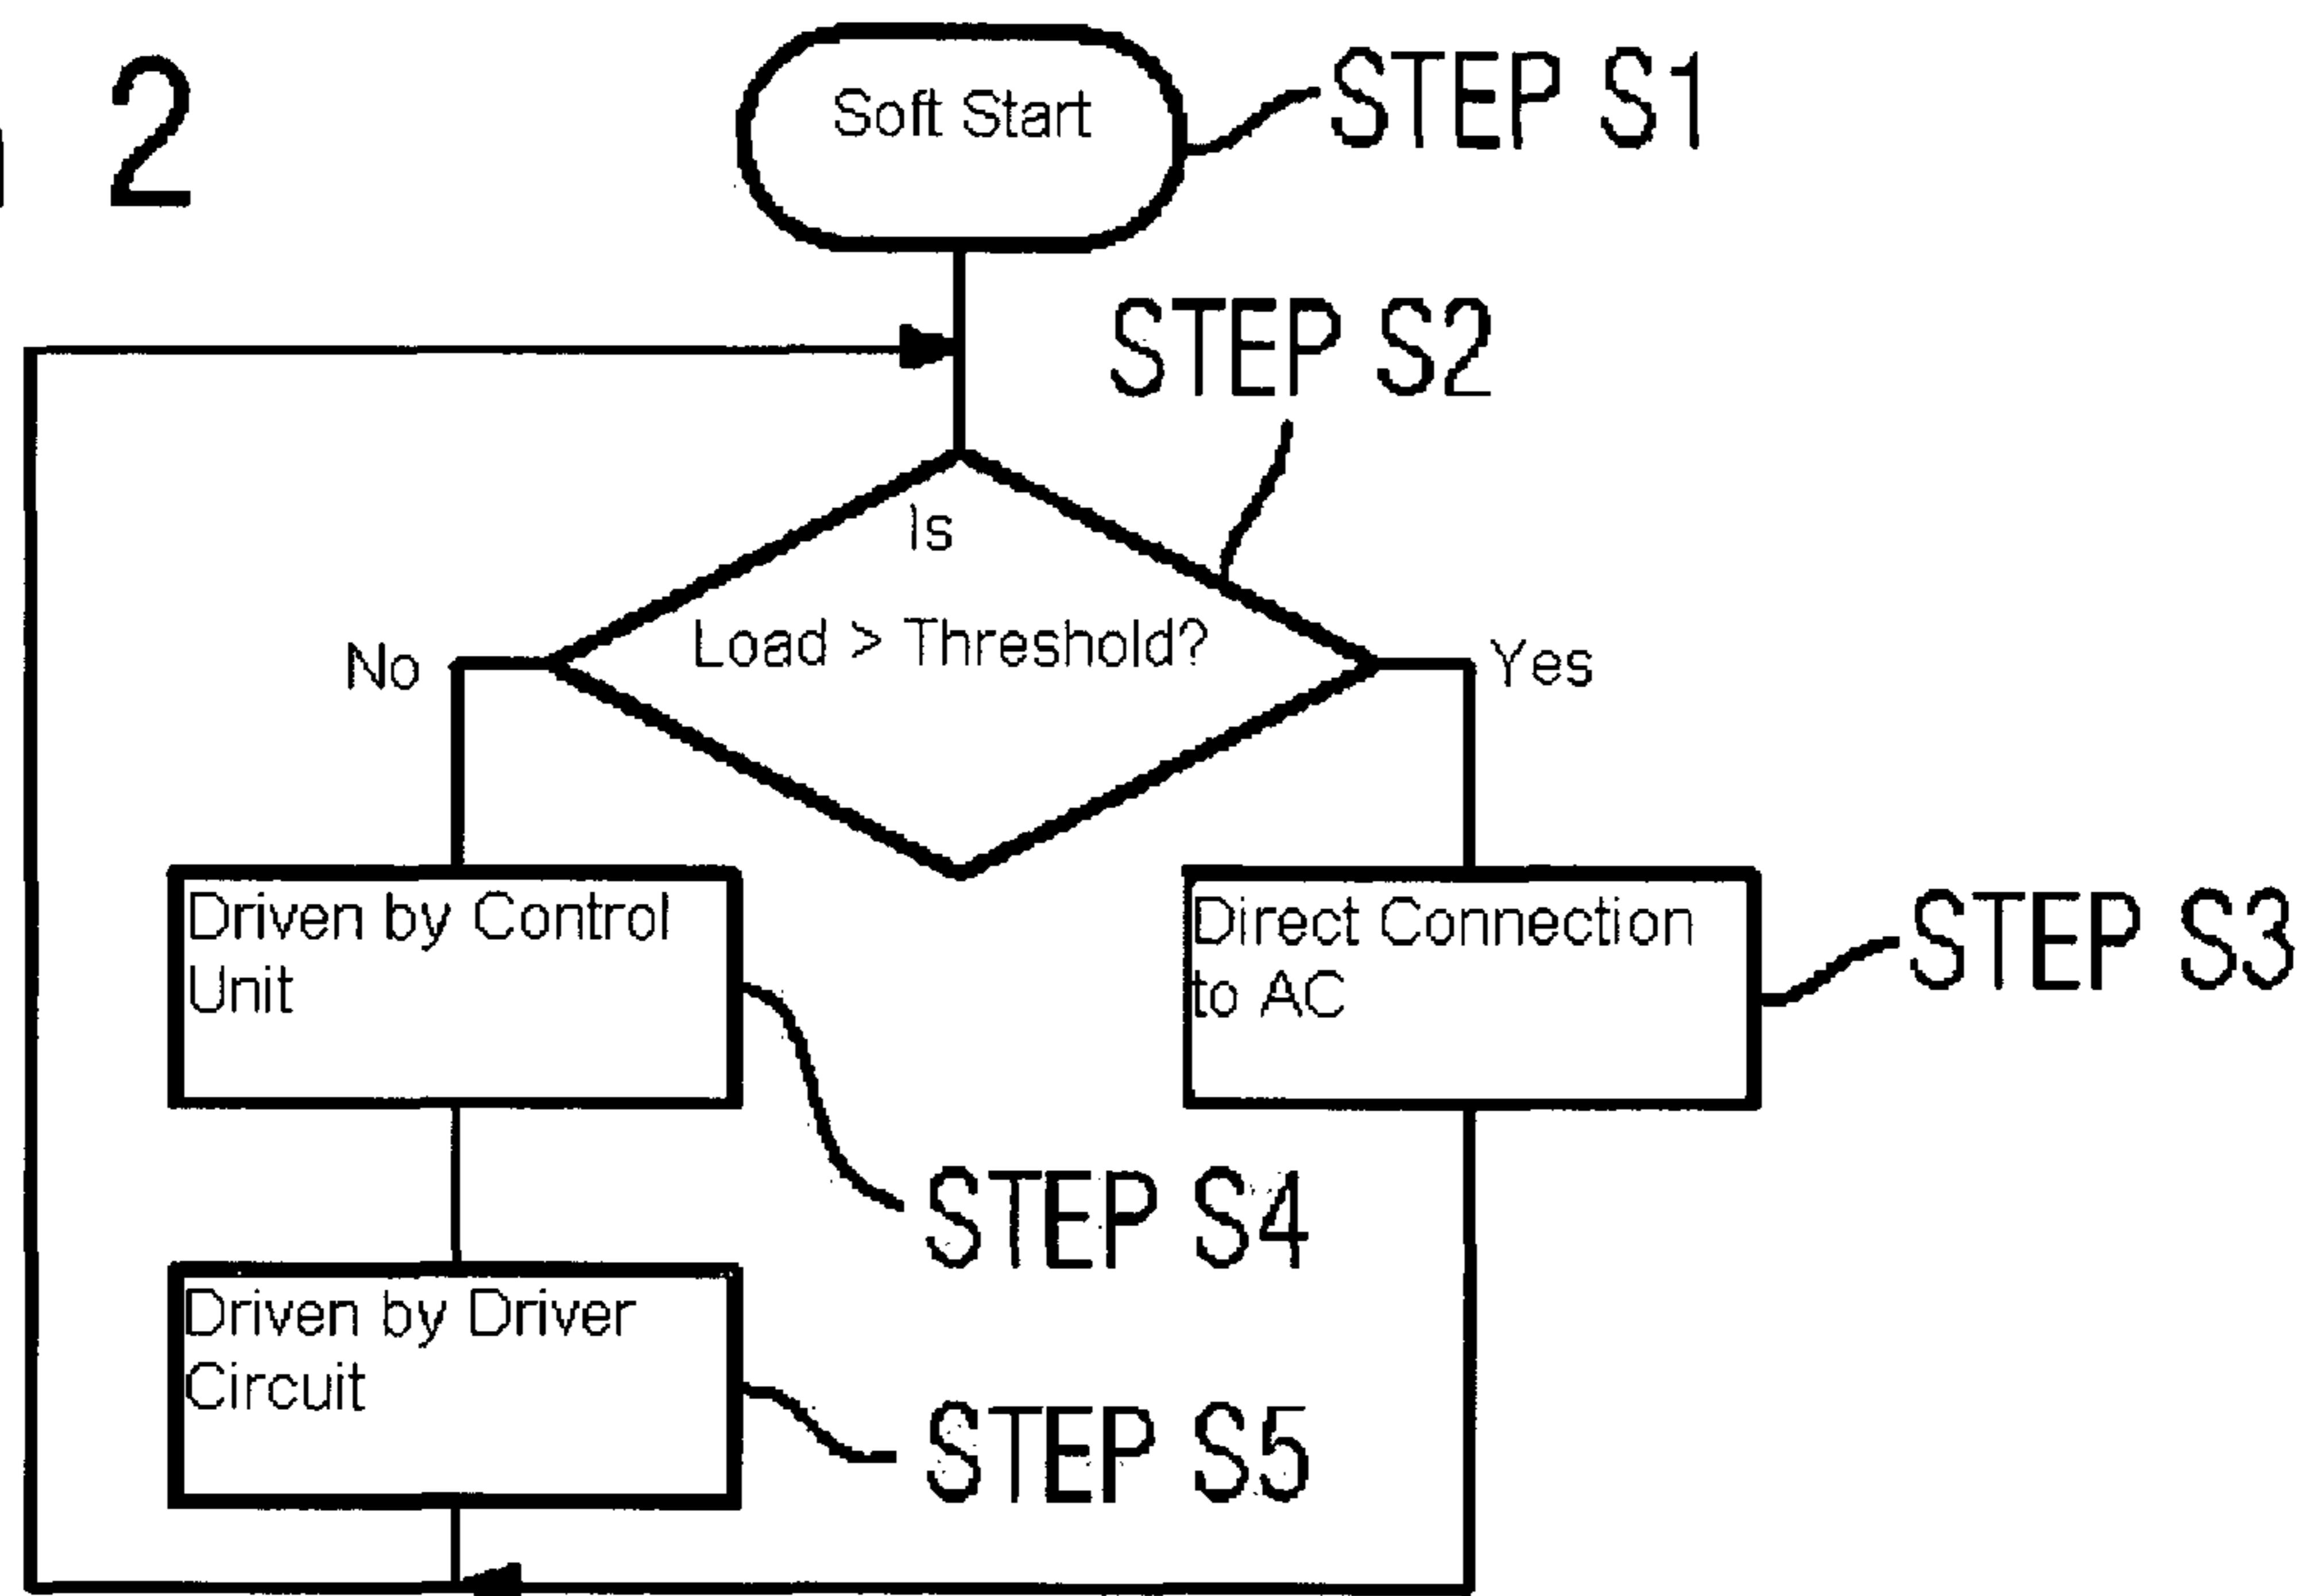 2
Soft Start
STEP S1
STEP S2
Is
Load > Threshold?
No
Yes
Driven by Control
Unit
Direct Connection
to AC
STEP S3
STEP S4
Driven by Driver
Circuit
STEP S5